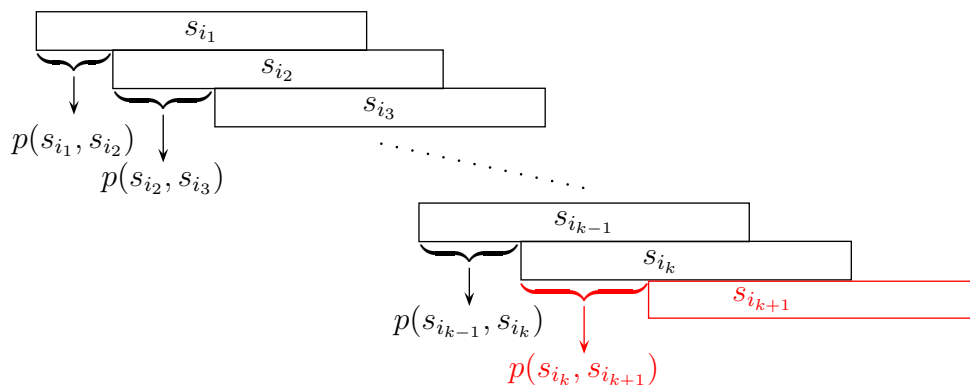 $s_{i_1}$
$s_{i_2}$
$s_{i_3}$
$p(s_{i_1}, s_{i_2})$
$p(s_{i_2}, s_{i_3})$
$s_{i_{k-1}}$
$s_{i_k}$
$s_{i_{k+1}}$
$p(s_{i_{k-1}}, s_{i_k})$
$p(s_{i_k}, s_{i_{k+1}})$